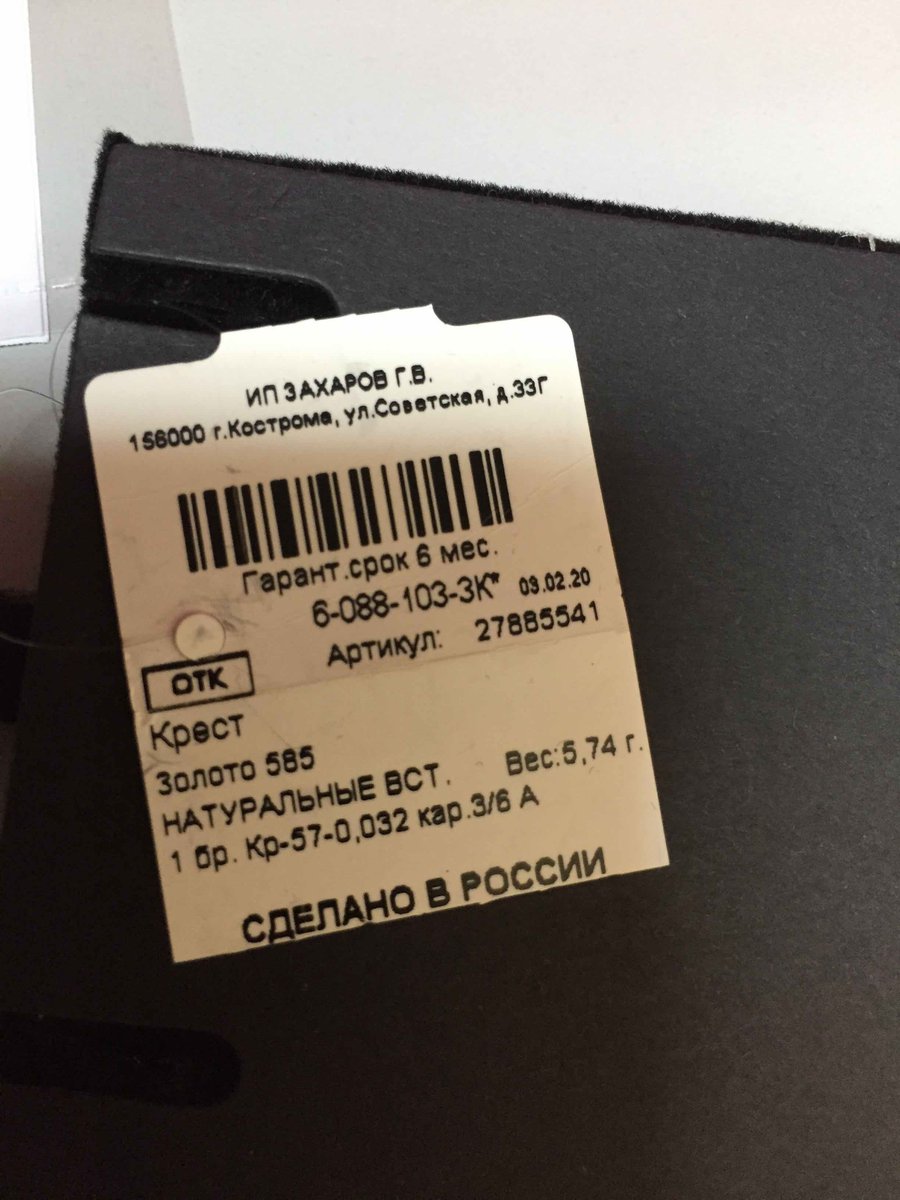 ИП ЗАХАРОВ Г.В.
156000 г.Кострома, ул.Советская, д.33Г
Гарант.срок 6 мес.
6-088-103-3К* 03.02.20
Артикул: 27885541
ОТК
Крест
Золото 585
НАТУРАЛЬНЫЕ ВСТ. Вес:5,74 г.
1 бр. Кр-57-0,032 кар.3/6 А
СДЕЛАНО В РОССИИ